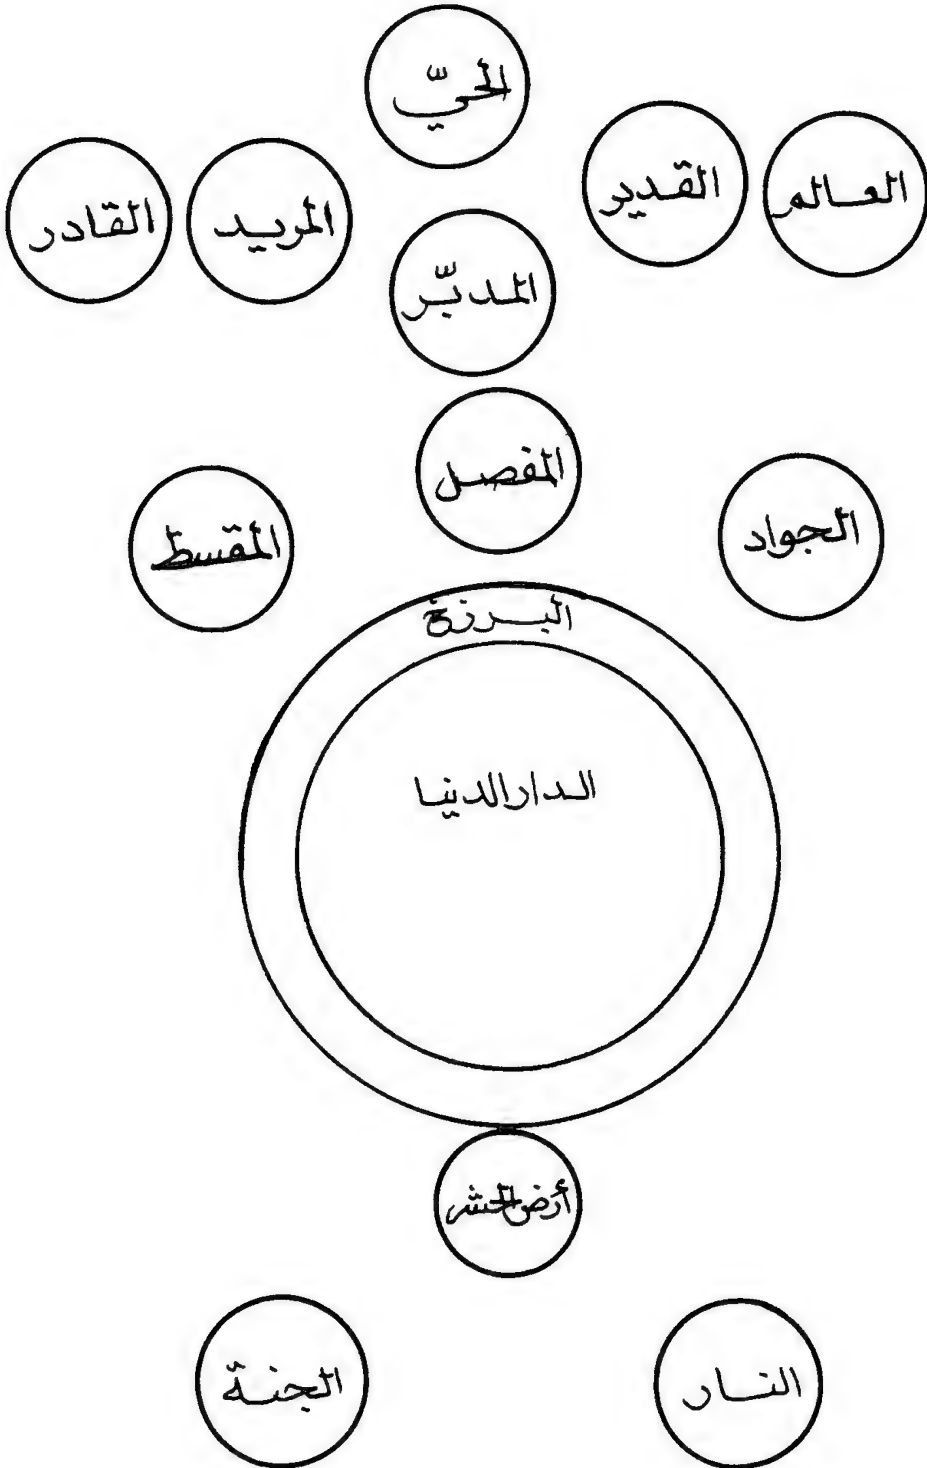 الحيّ
العالم
القدير
المريد
القادر
المدبّر
المفصل
الجواد
المقسط
البرزخ
الدار الدنيا
أرض الحشر
النار
الجنة